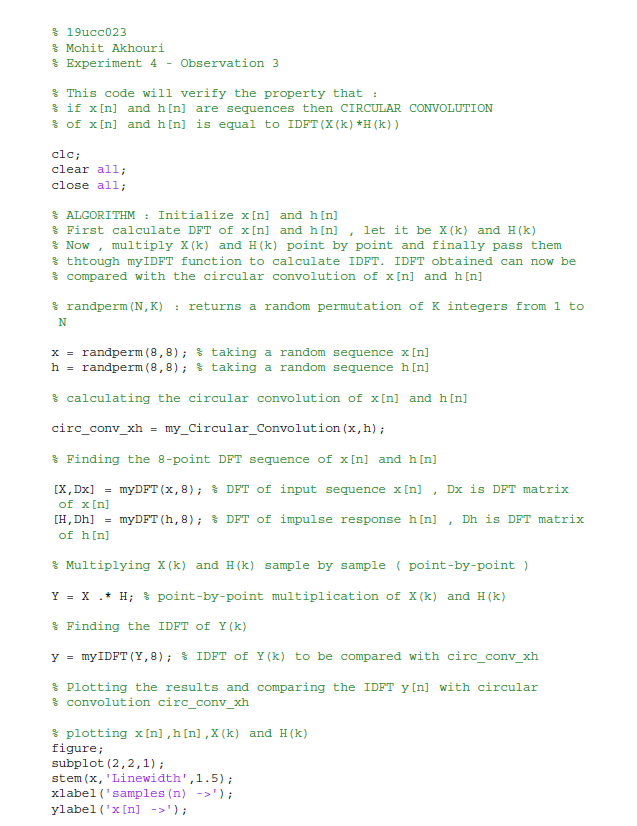 % 19ucc023
% Mohit Akhouri
% Experiment 4 - Observation 3
% This code will verify the property that :
% if x[n] and h[n] are sequences then CIRCULAR CONVOLUTION
% of x[n] and h[n] is equal to IDFT(X(k)*H(k))
clc;
clear all;
close all;
% ALGORITHM : Initialize x[n] and h[n]
% First calculate DFT of x[n] and h[n] , let it be X(k) and H(k)
% Now , multiply X(k) and H(k) point by point and finally pass them
% thtough myIDFT function to calculate IDFT. IDFT obtained can now be
% compared with the circular convolution of x[n] and h[n]
% randperm(N,K) : returns a random permutation of K integers from 1 to
N
x = randperm(8,8); % taking a random sequence x[n]
h = randperm(8,8); % taking a random sequence h[n]
% calculating the circular convolution of x[n] and h[n]
circ_conv_xh = my_Circular_Convolution(x,h);
% Finding the 8-point DFT sequence of x[n] and h[n]
[X,Dx] = myDFT(x,8); % DFT of input sequence x[n] , Dx is DFT matrix
of x[n]
[H,Dh] = myDFT(h,8); % DFT of impulse response h[n] , Dh is DFT matrix
of h[n]
% Multiplying X(k) and H(k) sample by sample ( point-by-point )
Y = X .* H; % point-by-point multiplication of X(k) and H(k)
% Finding the IDFT of Y(k)
y = myIDFT(Y,8); % IDFT of Y(k) to be compared with circ_conv_xh
% Plotting the results and comparing the IDFT y[n] with circular
% convolution circ_conv_xh
% plotting x[n],h[n],X(k) and H(k)
figure;
subplot(2,2,1);
stem(x,'Linewidth',1.5);
xlabel('samples(n) ->');
ylabel('x[n] ->');